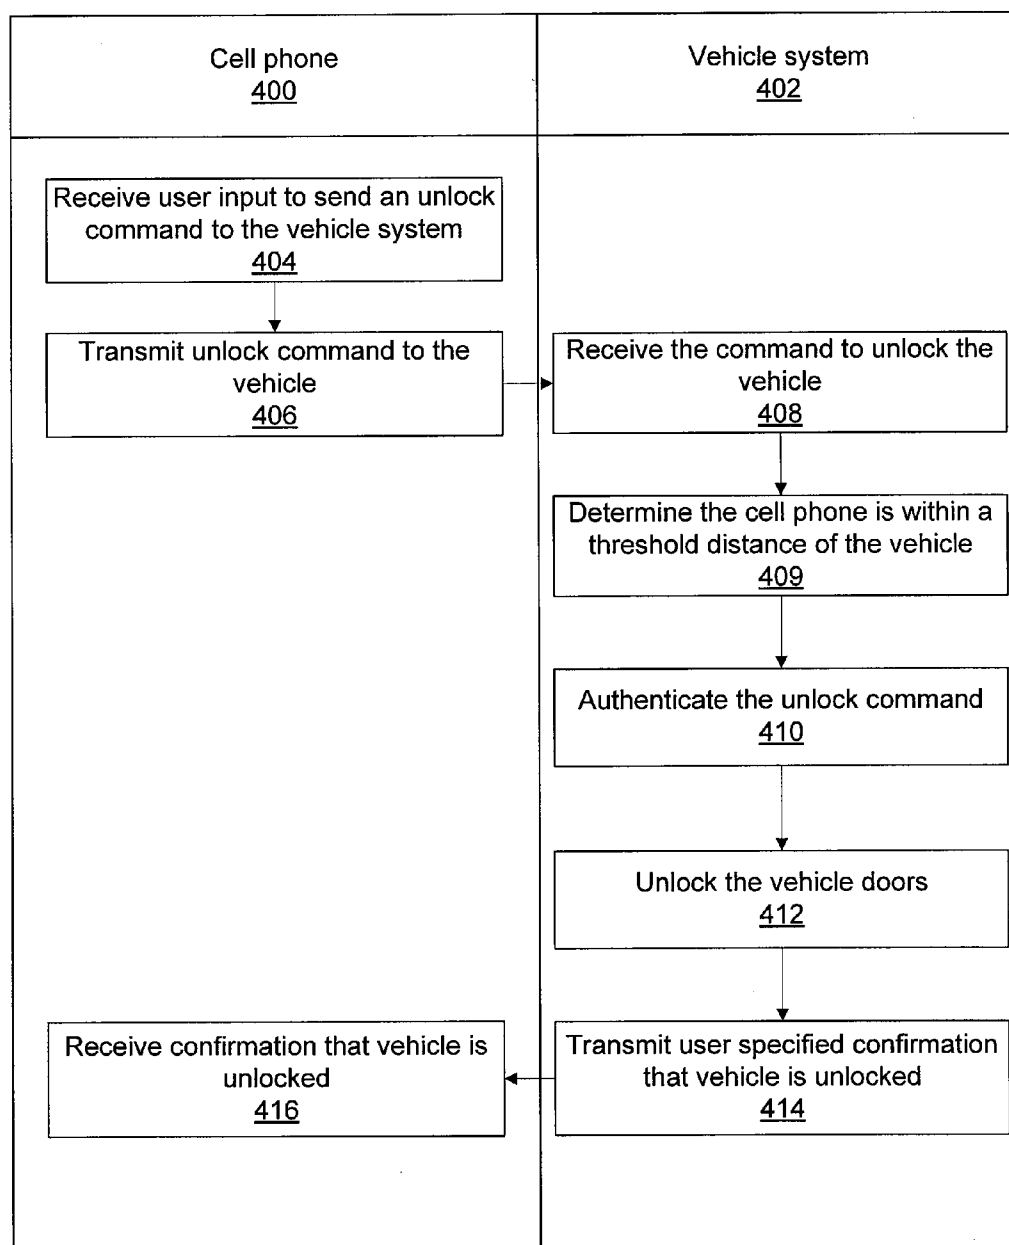 Cell phone
400
Vehicle system
402
Receive user input to send an unlock
command to the vehicle system
404
Transmit unlock command to the
vehicle
406
Receive the command to unlock the
vehicle
408
Determine the cell phone is within a
threshold distance of the vehicle
409
Authenticate the unlock command
410
Unlock the vehicle doors
412
Transmit user specified confirmation
that vehicle is unlocked
414
Receive confirmation that vehicle is
unlocked
416